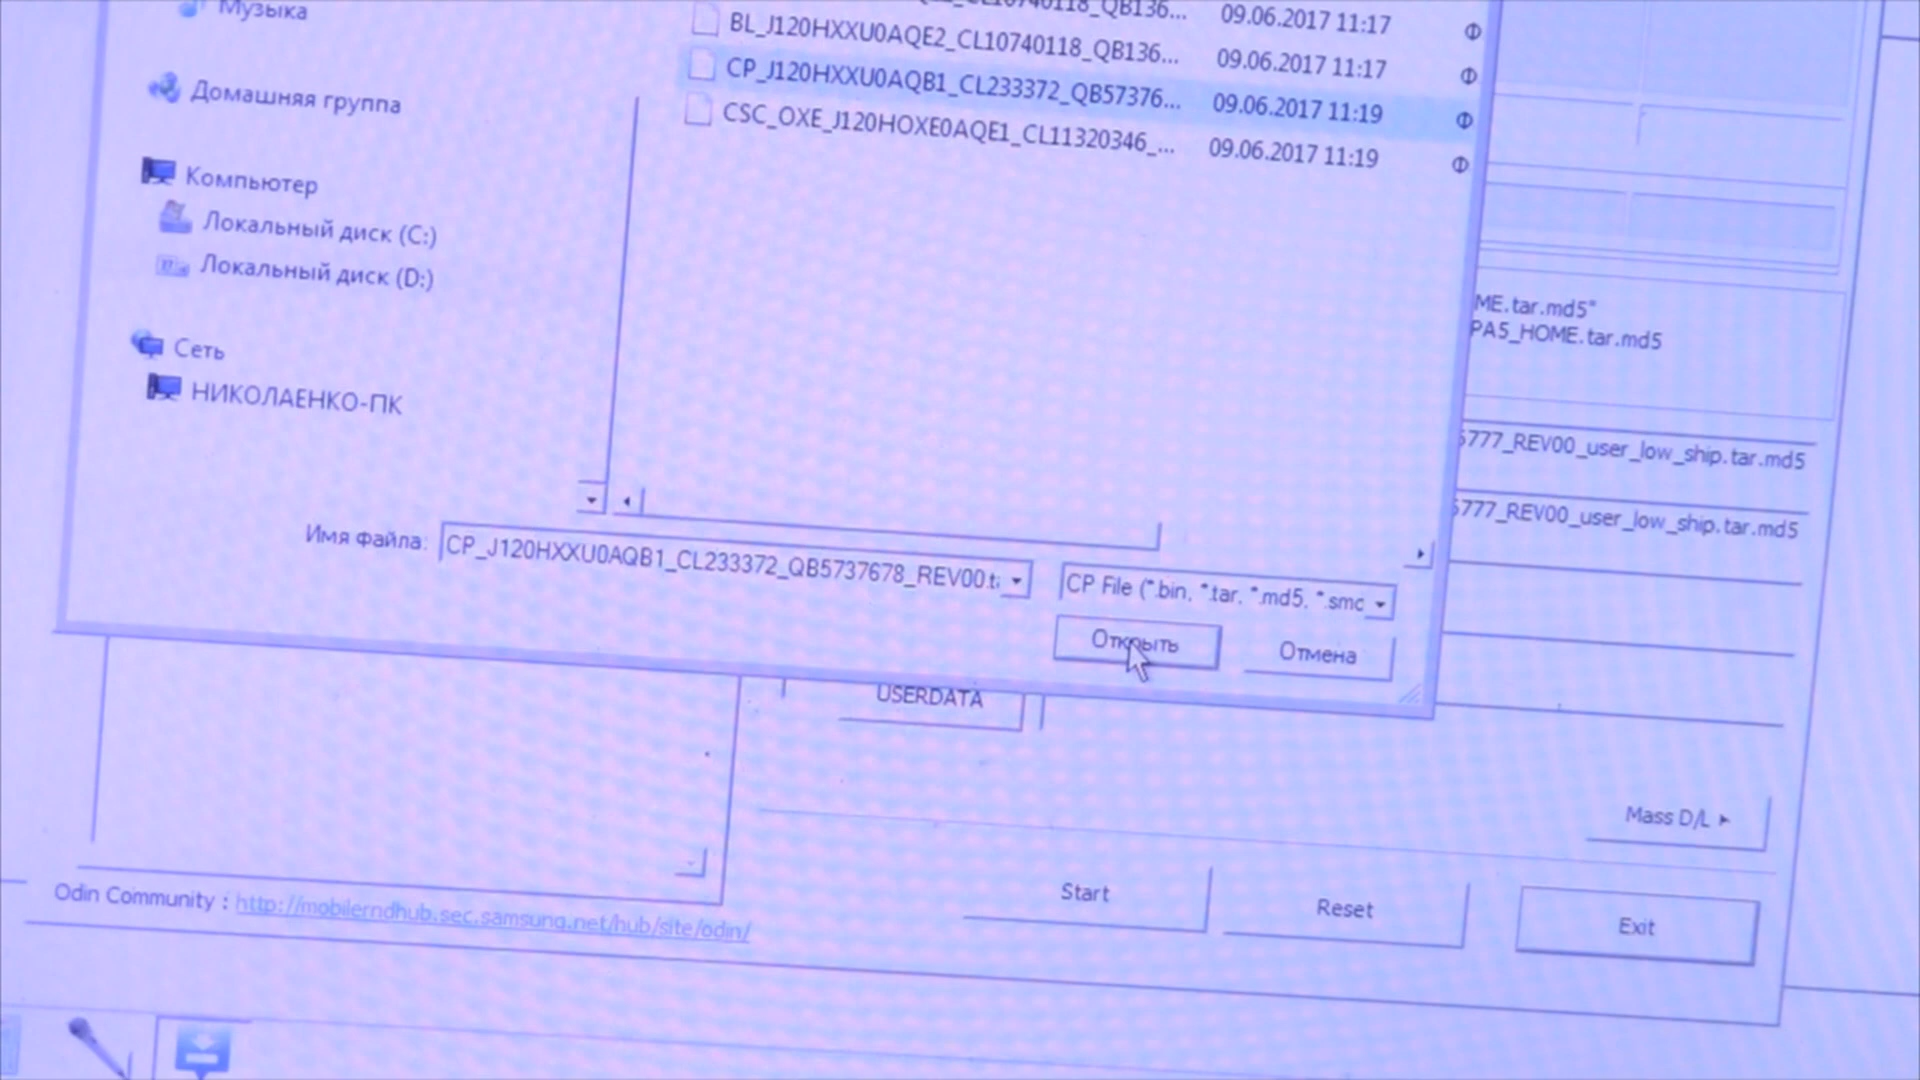 Музыка
Домашняя группа
Компьютер
Локальный диск (C:)
Локальный диск (D:)
Сеть
НИКОЛАЕНКО-ПК
09.06.2017 11:17
BL_J120HXXU0AQE2_CL10740118_QB136... 09.06.2017 11:17 Ф
CP_J120HXXU0AQB1_CL233372_QB57376... 09.06.2017 11:19 Ф
CSC_OXE_J120HOXE0AQE1_CL11320346_... 09.06.2017 11:19 Ф
Имя файла: CP_J120HXXU0AQB1_CL233372_QB5737678_REV00.t
CP File (*.bin, *.tar, *.md5, *.smd
Открыть
Отмена
ME.tar.md5"
PA5_HOME.tar.md5
5777_REV00_user_low_ship.tar.md5
5777_REV00_user_low_ship.tar.md5
USERDATA
Mass D/L
Start
Reset
Exit
Odin Community : http://mobilerndhub.sec.samsung.net/hub/site/odin/